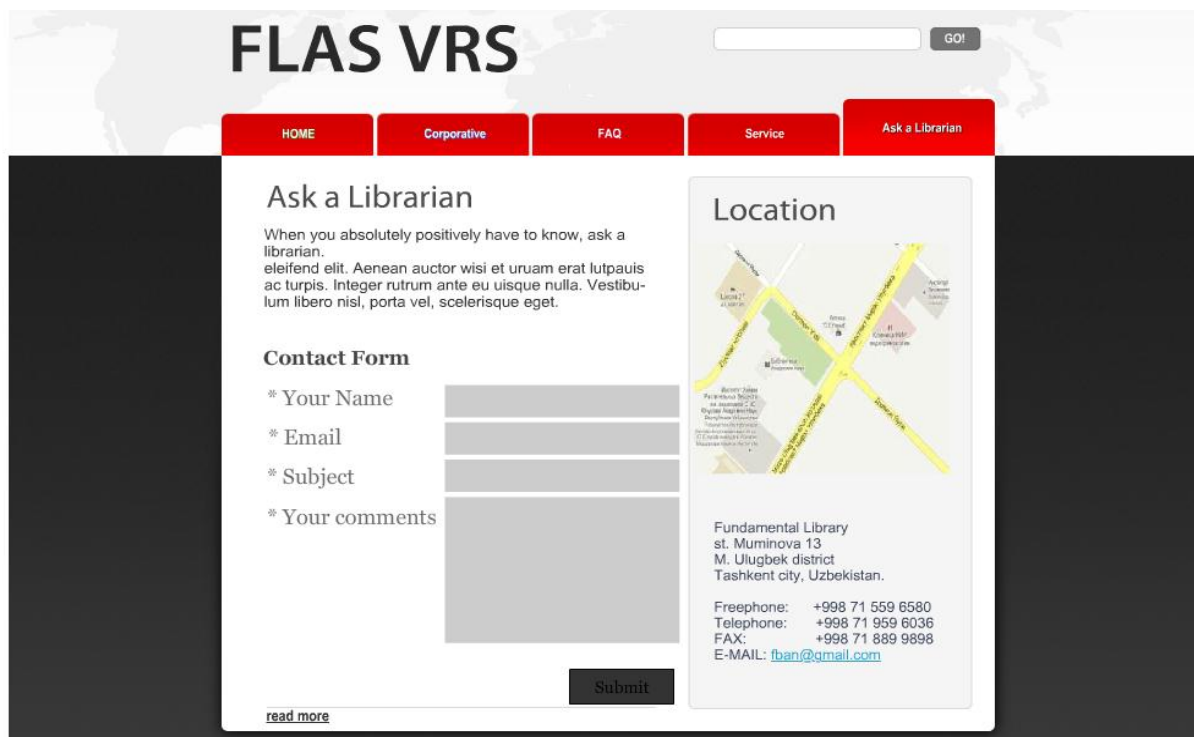 FLAS VRS
GO!
HOME
Corporative
FAQ
Service
Ask a Librarian
Ask a Librarian
When you absolutely positively have to know, ask a
librarian.
eleifend elit. Aenean auctor wisi et uruam erat lutpauis
ac turpis. Integer rutrum ante eu uisque nulla. Vestibu-
lum libero nisl, porta vel, scelerisque eget.
Contact Form
* Your Name
* Email
* Subject
* Your comments
Submit
read more
Location
Fundamental Library
st. Muminova 13
M. Ulugbek district
Tashkent city, Uzbekistan.
Freephone: +998 71 559 6580
Telephone: +998 71 959 6036
FAX: +998 71 889 9898
E-MAIL: fban@gmail.com